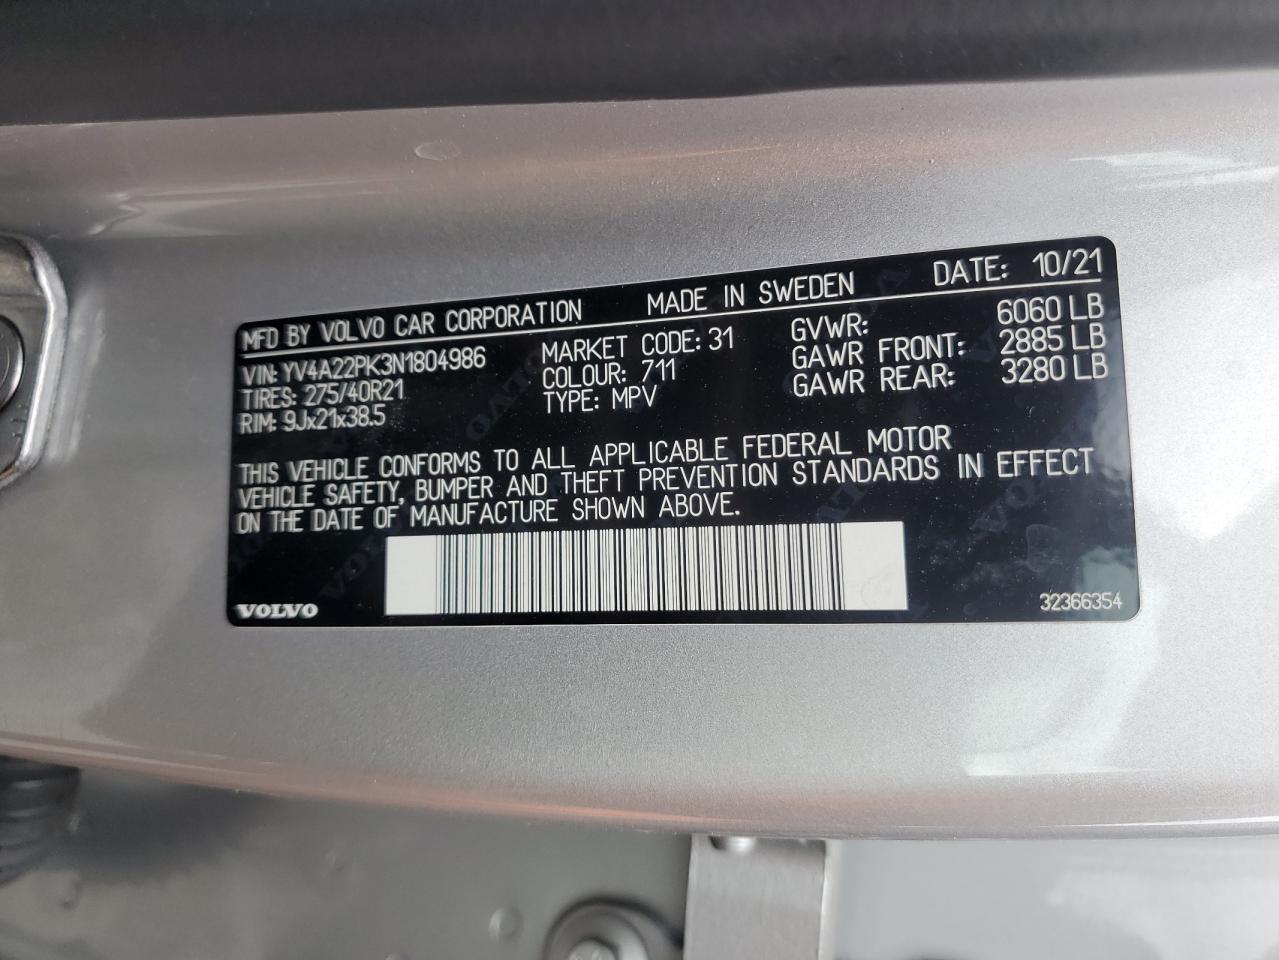 MFD BY VOLVO CAR CORPORATION MADE IN SWEDEN DATE: 10/21
VIN: YV4A22PK3N1804986 MARKET CODE: 31 GVWR: 6060 LB
TIRES: 275/40R21 COLOUR: 711 GAWR FRONT: 2885 LB
RIM: 9Jx21x38.5 TYPE: MPV GAWR REAR: 3280 LB
THIS VEHICLE CONFORMS TO ALL APPLICABLE FEDERAL MOTOR
VEHICLE SAFETY, BUMPER AND THEFT PREVENTION STANDARDS IN EFFECT
ON THE DATE OF MANUFACTURE SHOWN ABOVE.
VOLVO 32366354